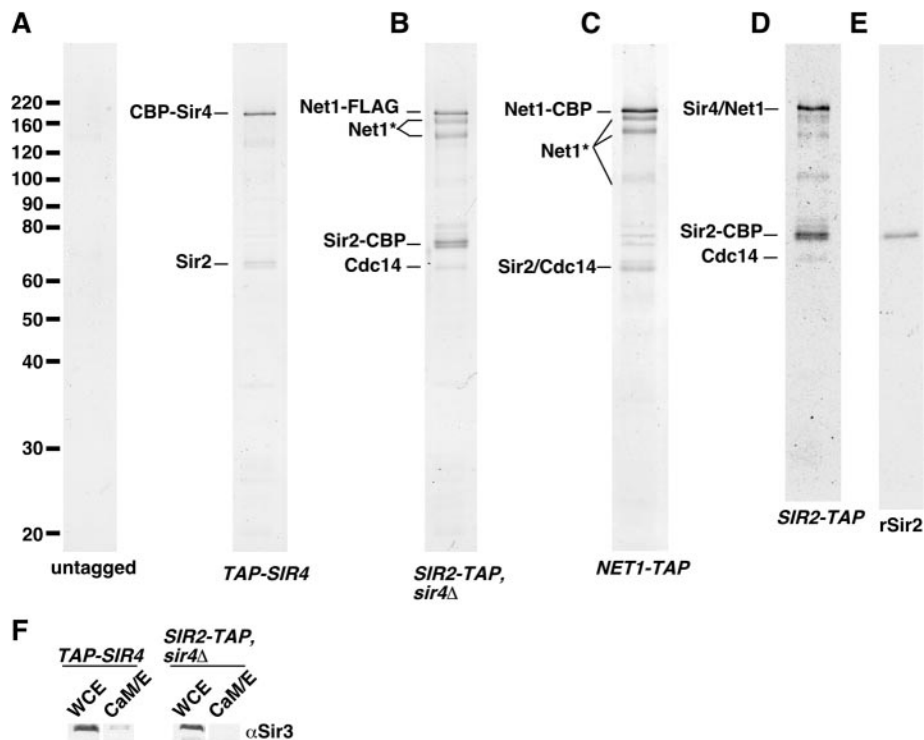 A
B
C
D
E
220
160
120
100
90
80
60
50
40
30
20
CBP-Sir4
Sir2
Net1-FLAG
Net1*
Sir2-CBP
Cdc14
Net1-CBP
Net1*
Sir2/Cdc14
Sir4/Net1
Sir2-CBP
Cdc14
untagged
TAP-SIR4
SIR2-TAP,
sir4Δ
NET1-TAP
SIR2-TAP
rSir2
F
TAP-SIR4
SIR2-TAP,
sir4Δ
WCE
CaM/E
WCE
CaM/E
αSir3